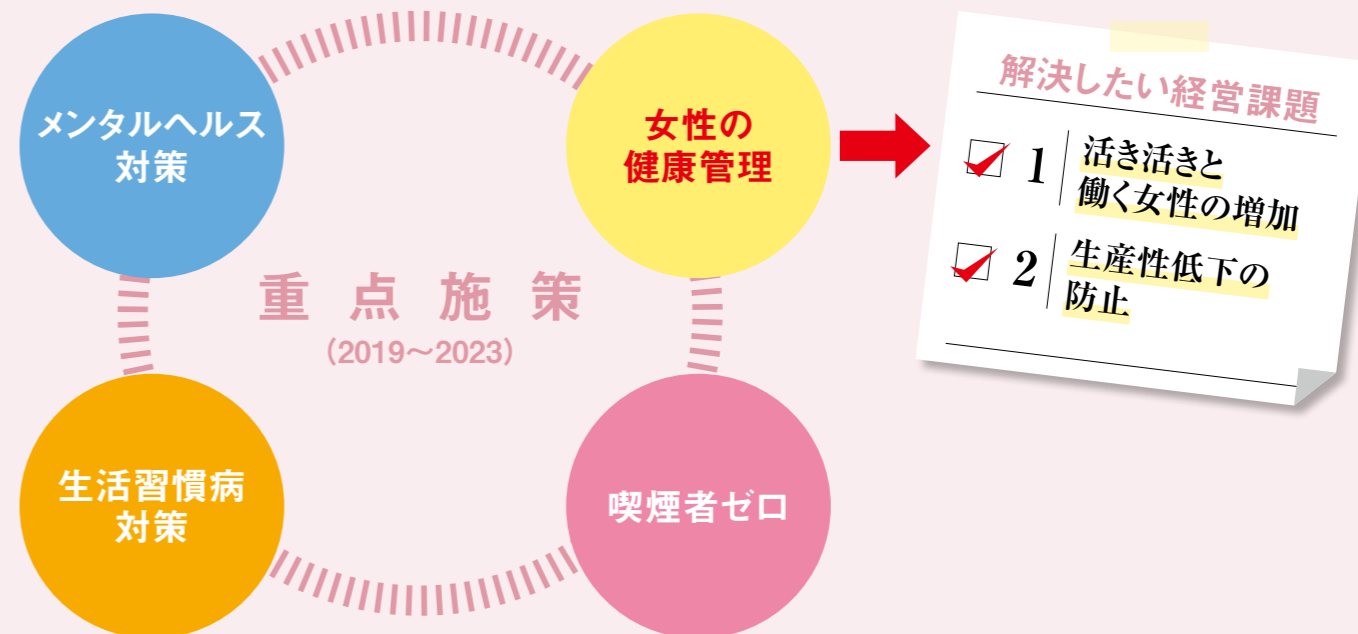 メンタルヘルス
対策
女性の
健康管理
重点施策
(2019〜2023)
生活習慣病
対策
喫煙者ゼロ
解決したい経営課題
1
活き活きと
働く女性の増加
2
生産性低下の
防止